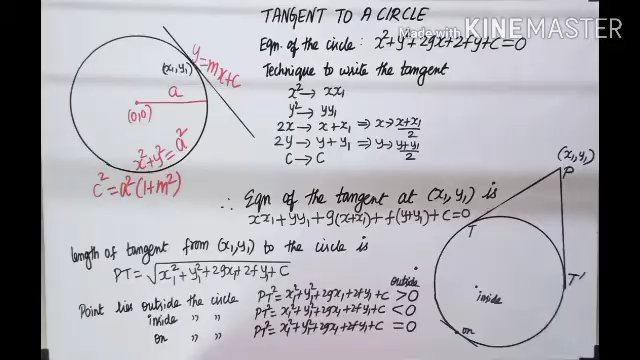 TANGENT TO A CIRCLE
Made with KINEMASTER
Eqn. of the circle: x²+y²+2gx+2fy+c=0
Technique to write the tangent
x² → xx₁
y² → yy₁
2x → x+x₁ ⇒ x→ x+x₁/2
2y → y+y₁ ⇒ y→ y+y₁/2
C → C
(x₁,y₁)
y=mx+c
a
(0,0)
x²+y²=a²
c²=a²(1+m²)
∴ Eqn of the tangent at (x₁,y₁) is
xx₁+yy₁+g(x+x₁)+f(y+y₁)+c=0
length of tangent from (x₁,y₁) to the circle is
PT=√x₁²+y₁²+2gx₁+2fy₁+c
Point lies outside the circle PT²=x₁²+y₁²+2gx₁+2fy₁+c >0
inside " " PT²=x₁²+y₁²+2gx₁+2fy₁+c <0
on " " PT²=x₁²+y₁²+2gx₁+2fy₁+c =0
(x₁,y₁)
P
T
T'
outside
inside
on